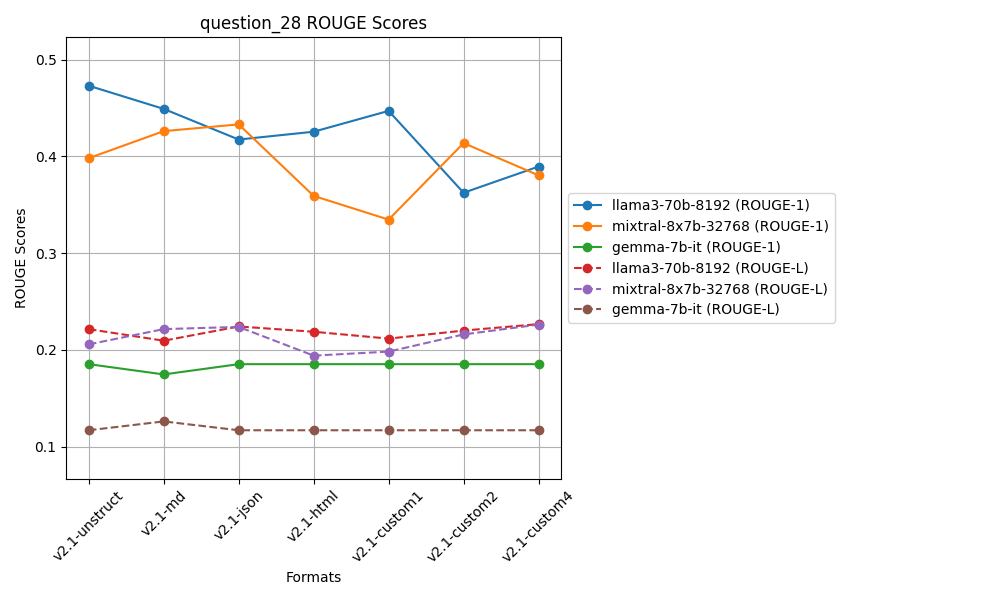 question_28 ROUGE Scores
0.5
0.4
0.3
0.2
0.1
ROUGE Scores
v2.1-unstruct
v2.1-md
v2.1-json
v2.1-html
v2.1-custom1
v2.1-custom2
v2.1-custom4
Formats
llama3-70b-8192 (ROUGE-1)
mixtral-8x7b-32768 (ROUGE-1)
gemma-7b-it (ROUGE-1)
llama3-70b-8192 (ROUGE-L)
mixtral-8x7b-32768 (ROUGE-L)
gemma-7b-it (ROUGE-L)